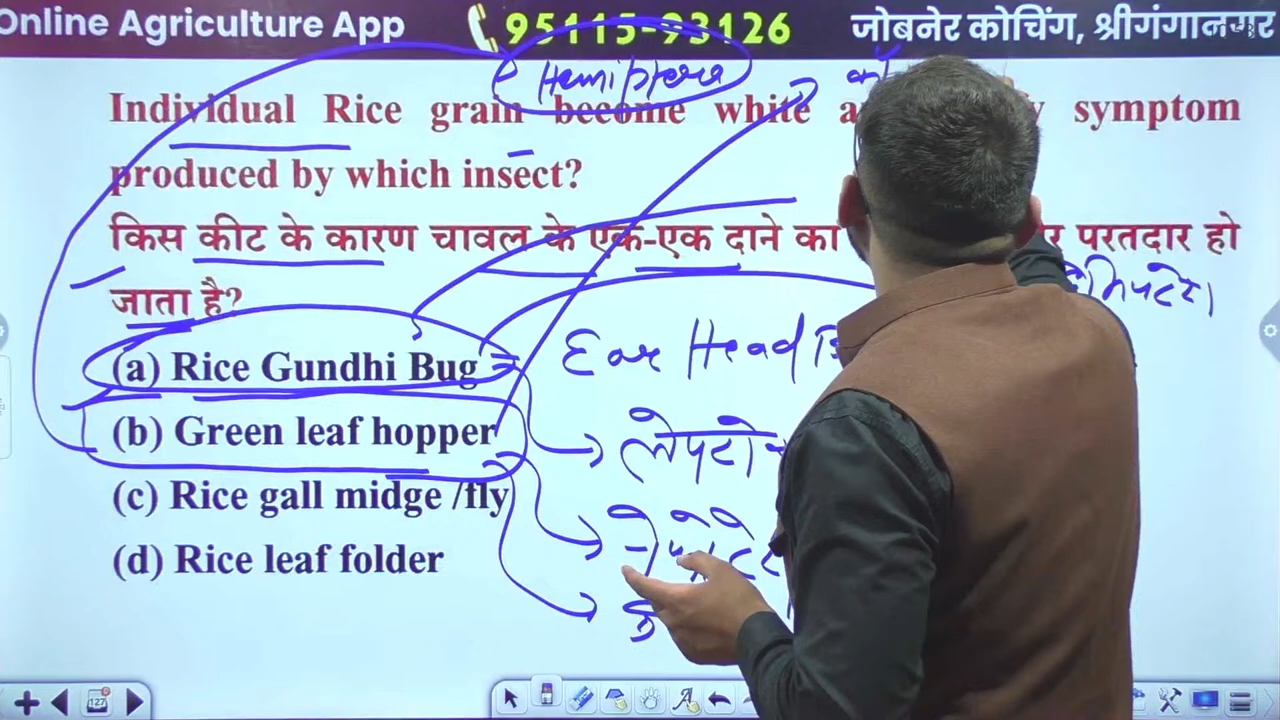 Online Agriculture App 95115-93126 जोबनेर कोचिंग, श्रीगंगानगर
Hemiptera
Individual Rice grain become white symptom
produced by which insect?
किस कीट के कारण चावल के एक-एक दाने का परतदार हो
जाता है?
(a) Rice Gundhi Bug
Ear Head
(b) Green leaf hopper
(c) Rice gall midge /fly
(d) Rice leaf folder
127